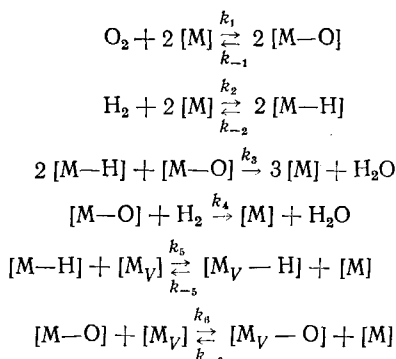 O₂ + 2 [M] k₁ ⇌ k₋₁ 2 [M—O]
H₂ + 2 [M] k₂ ⇌ k₋₂ 2 [M—H]
2 [M—H] + [M—O] k₃ → 3 [M] + H₂O
[M—O] + H₂ k₄ → [M] + H₂O
[M—H] + [M_V] k₅ ⇌ k₋₅ [M_V — H] + [M]
[M—O] + [M_V] k₆ ⇌ [M_V — O] + [M]